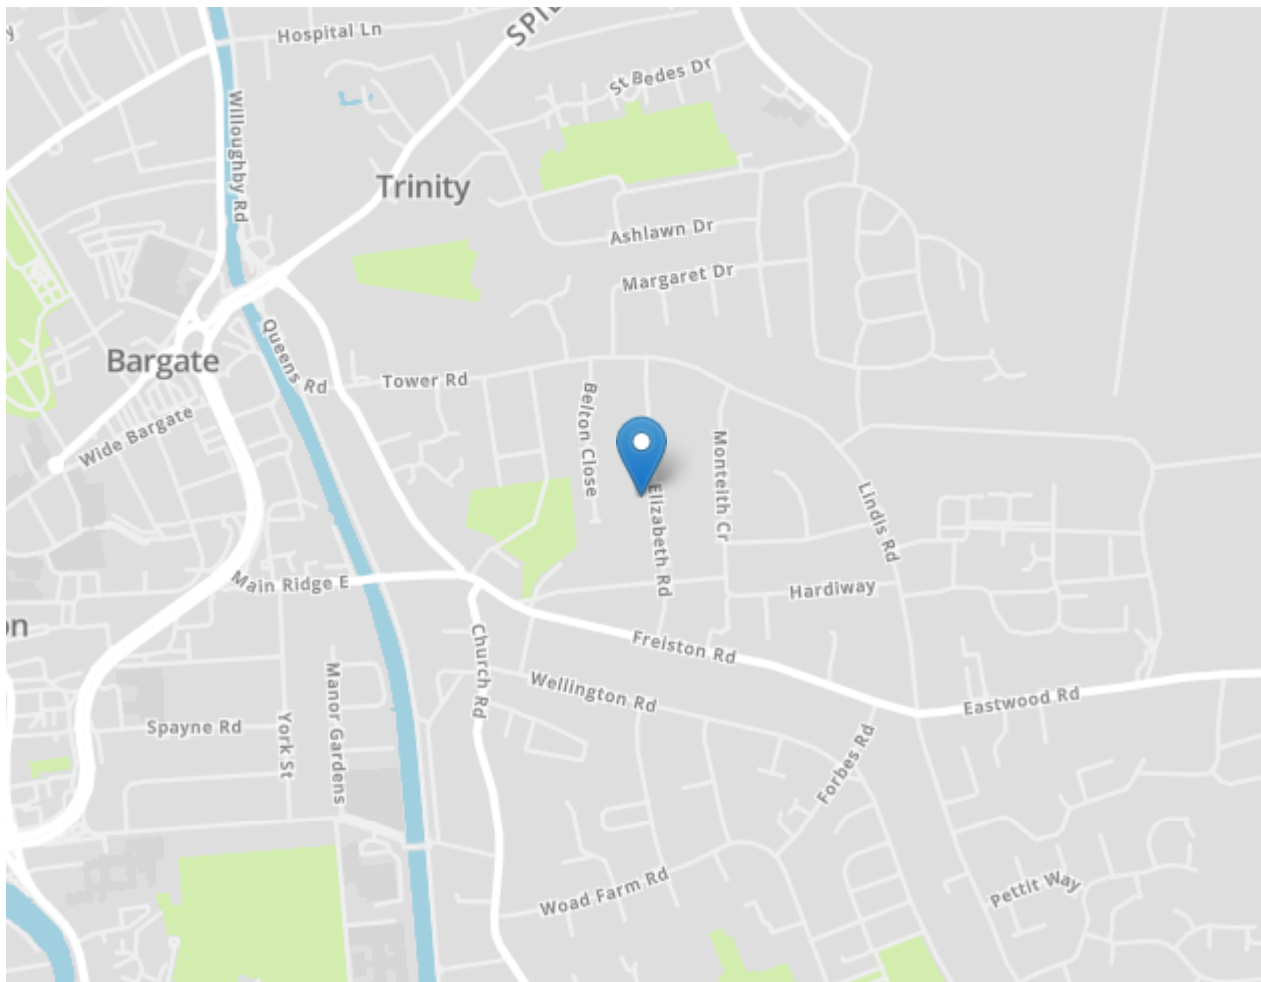 Hospital Ln
SPIL
St Bedes Dr
Willoughby Rd
Trinity
Ashlawn Dr
Margaret Dr
Queens Rd
Bargate
Tower Rd
Belton Close
Wide Bargate
Monteith Cr
Elizabeth Rd
Lindis Rd
Main Ridge E
Hardiway
on
Church Rd
Freiston Rd
Wellington Rd
Manor Gardens
Eastwood Rd
Spayne Rd
York St
Forbes Rd
Woad Farm Rd
Pettit Way